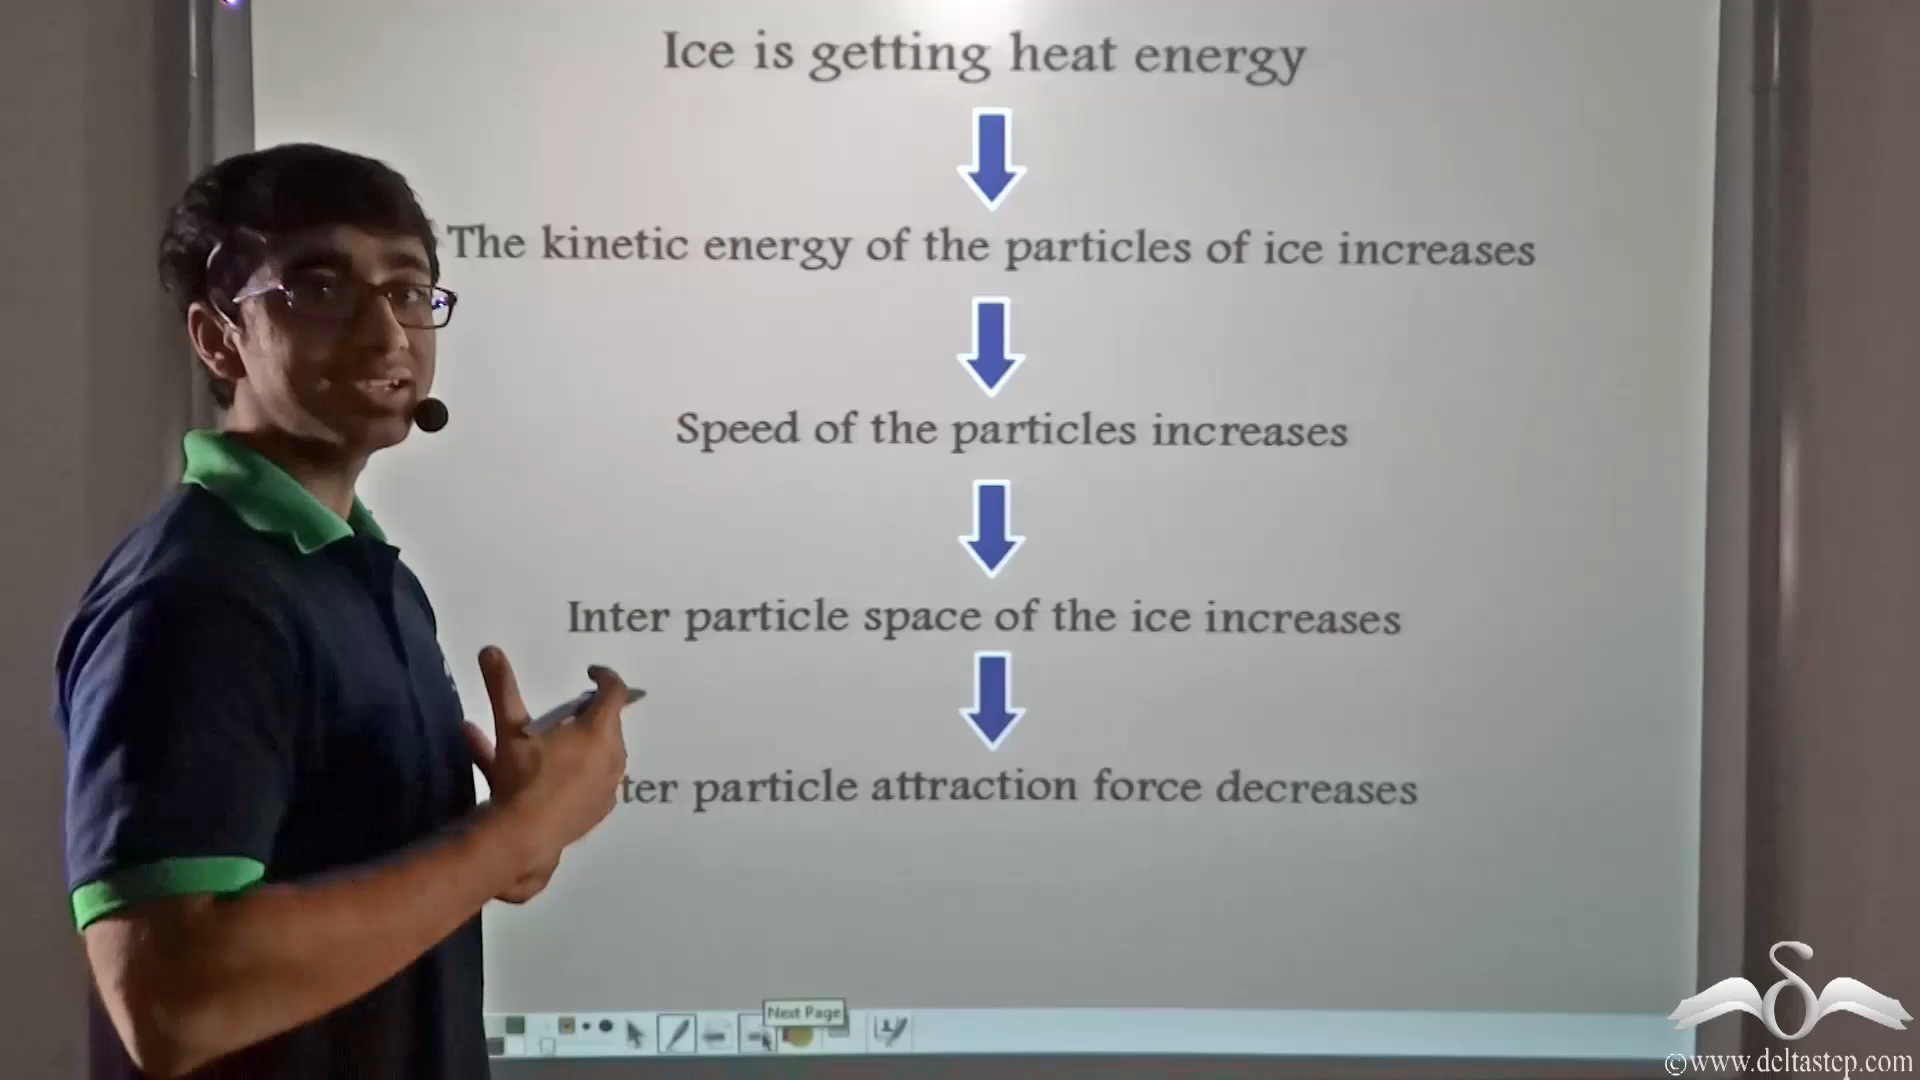 Ice is getting heat energy
The kinetic energy of the particles of ice increases
Speed of the particles increases
Inter particle space of the ice increases
ter particle attraction force decreases
Next Page
©www.deltastep.com